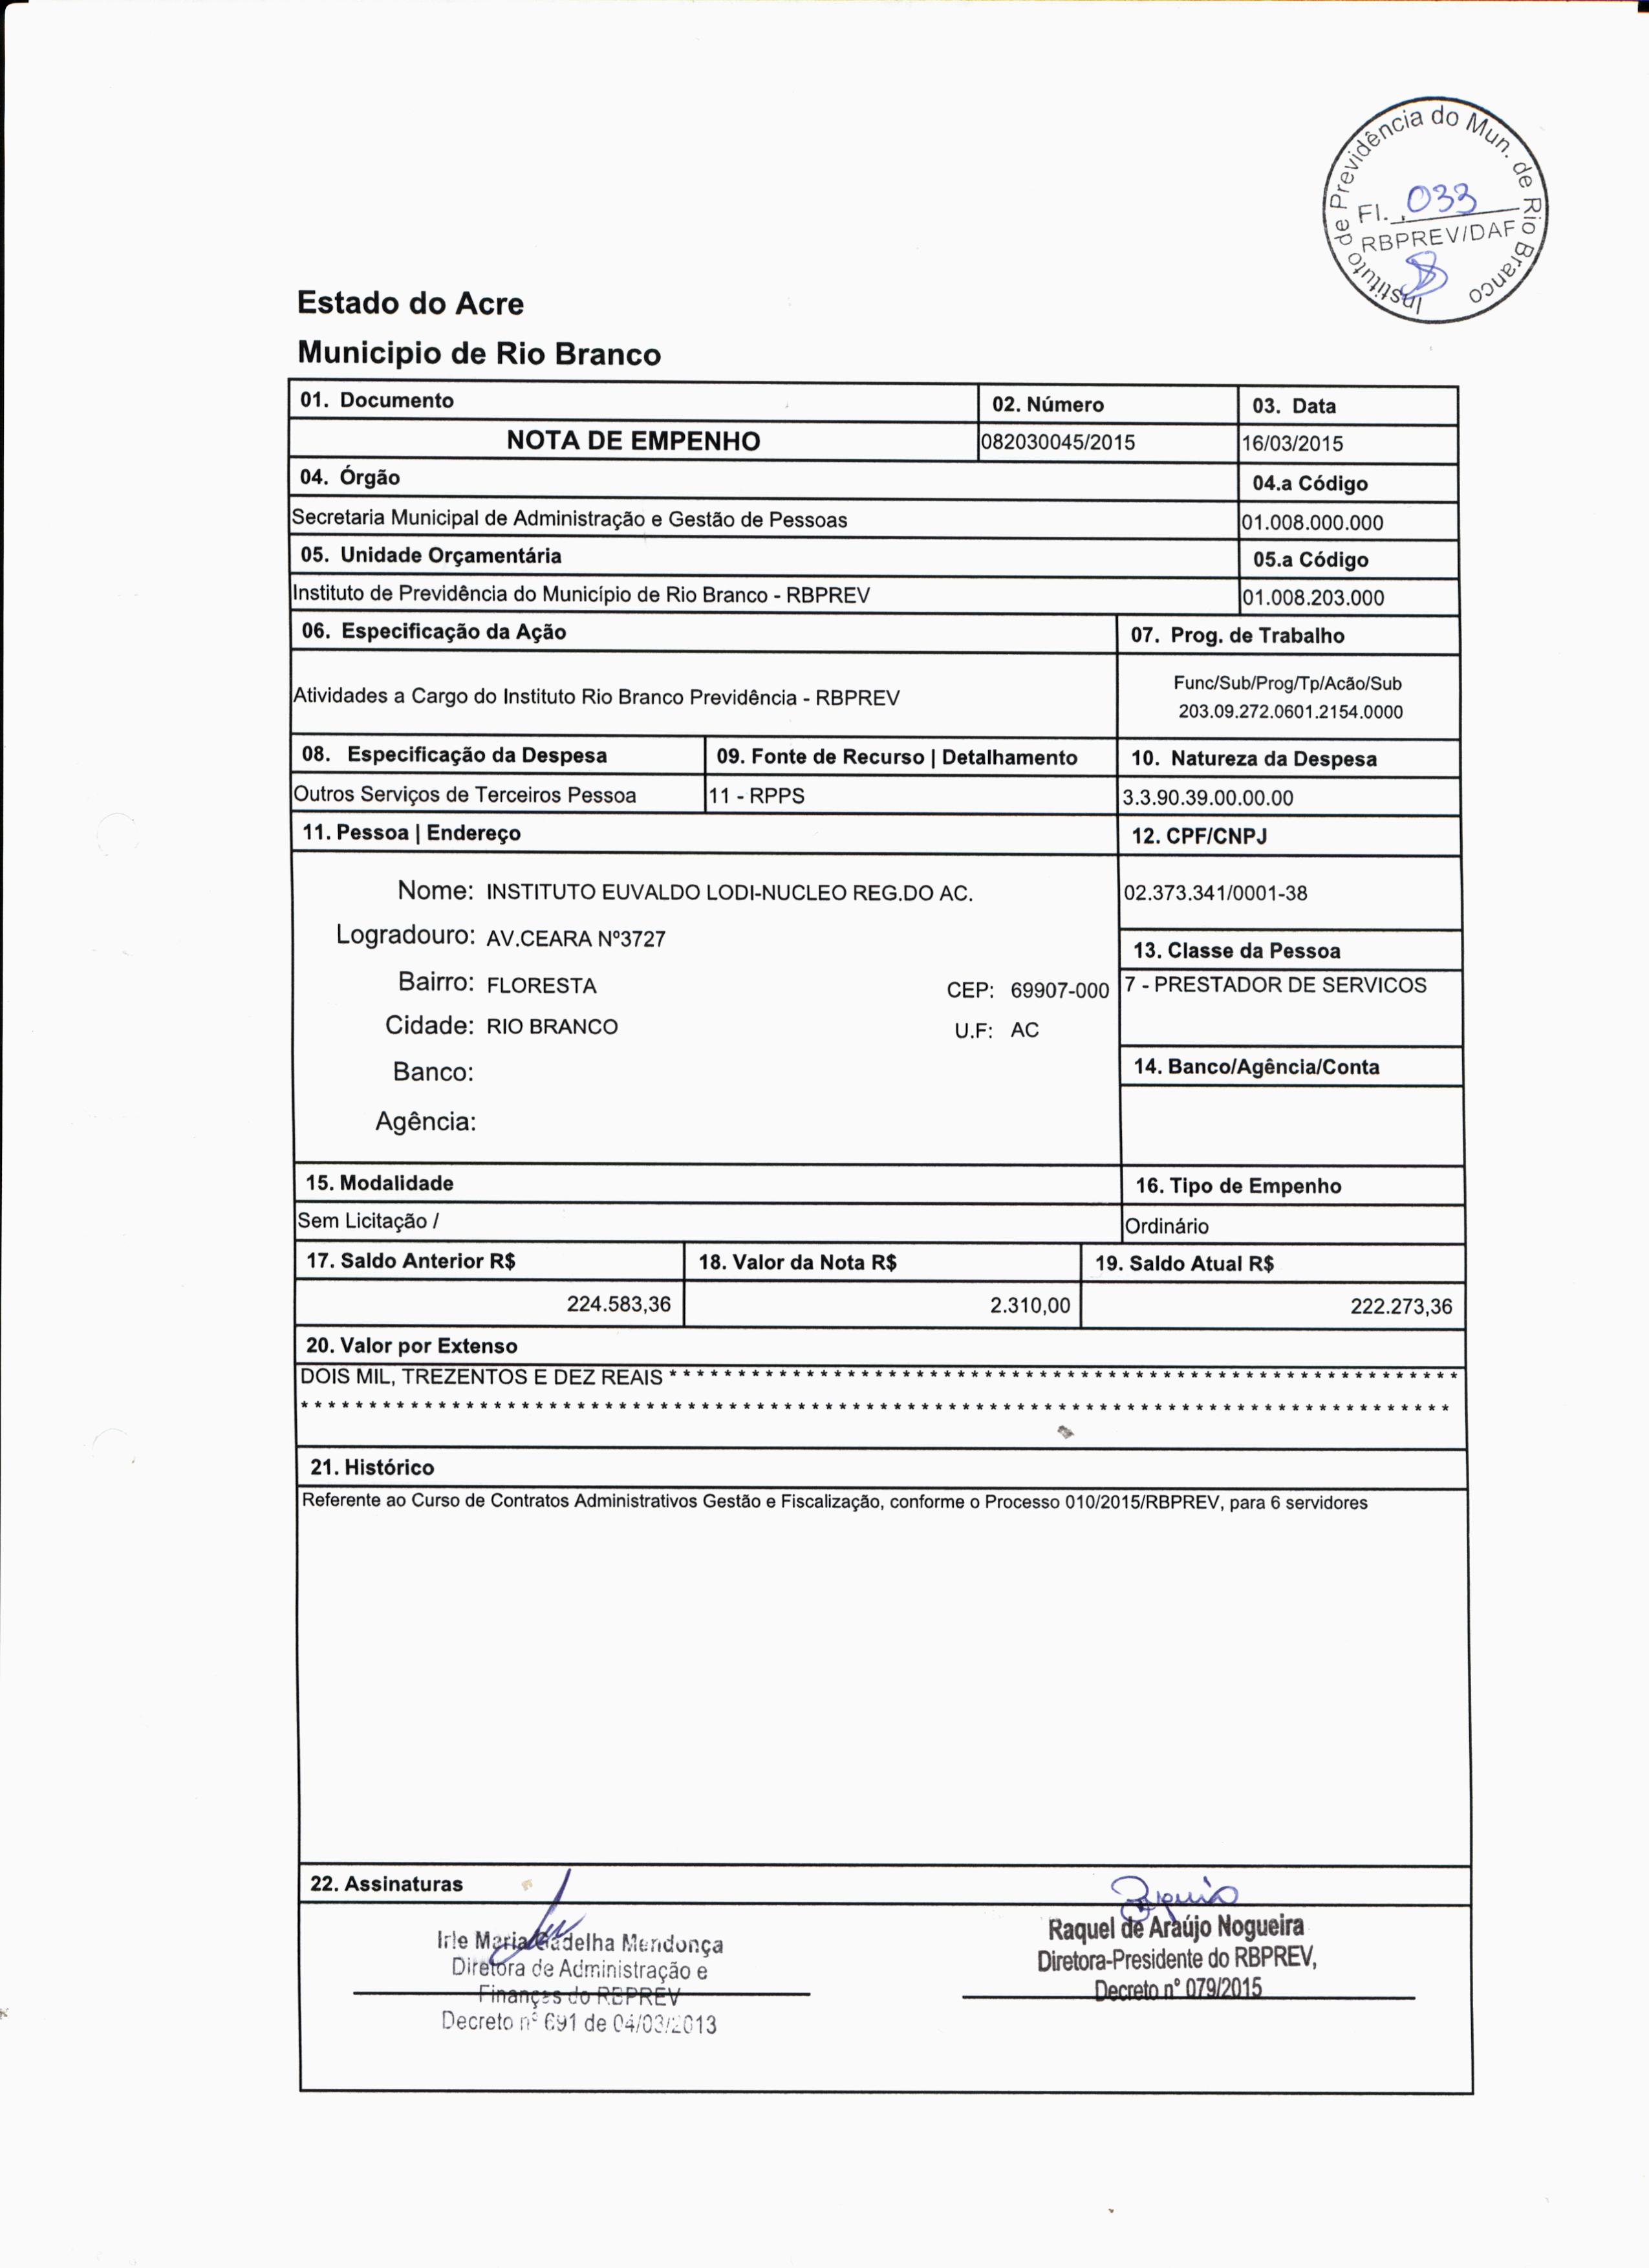 Instituto de Previdência do Mun. de Rio Branco
Fl. 033
RBPREV/DAF
Estado do Acre
Municipio de Rio Branco
01. Documento 02. Número 03. Data
NOTA DE EMPENHO 082030045/2015 16/03/2015
04. Órgão 04.a Código
Secretaria Municipal de Administração e Gestão de Pessoas 01.008.000.000
05. Unidade Orçamentária 05.a Código
Instituto de Previdência do Município de Rio Branco - RBPREV 01.008.203.000
06. Especificação da Ação 07. Prog. de Trabalho
Func/Sub/Prog/Tp/Acão/Sub
Atividades a Cargo do Instituto Rio Branco Previdência - RBPREV
203.09.272.0601.2154.0000
08. Especificação da Despesa 09. Fonte de Recurso | Detalhamento 10. Natureza da Despesa
Outros Serviços de Terceiros Pessoa 11 - RPPS 3.3.90.39.00.00.00
11. Pessoa | Endereço 12. CPF/CNPJ
Nome: INSTITUTO EUVALDO LODI-NUCLEO REG.DO AC. 02.373.341/0001-38
Logradouro: AV.CEARA Nº3727
13. Classe da Pessoa
Bairro: FLORESTA CEP: 69907-000 7 - PRESTADOR DE SERVICOS
Cidade: RIO BRANCO U.F: AC
Banco: 14. Banco/Agência/Conta
Agência:
15. Modalidade 16. Tipo de Empenho
Sem Licitação / Ordinário
17. Saldo Anterior R$ 18. Valor da Nota R$ 19. Saldo Atual R$
224.583,36 2.310,00 222.273,36
20. Valor por Extenso
DOIS MIL, TREZENTOS E DEZ REAIS * * * * * * * * * * * * * * * * * * * * * * * * * * * * * * * * * * * * * * * * * * * * * * * * * * * * * * * * * *
* * * * * * * * * * * * * * * * * * * * * * * * * * * * * * * * * * * * * * * * * * * * * * * * * * * * * * * * * * * * * * * * * * * * * * * * * * * * * * * * * * * *
21. Histórico
Referente ao Curso de Contratos Administrativos Gestão e Fiscalização, conforme o Processo 010/2015/RBPREV, para 6 servidores
22. Assinaturas
Irle Maria Gadelha Mendonça
Diretora de Administração e
Finanças do RBPREV
Decreto nº 691 de 04/03/2013
Raquel de Araújo Nogueira
Diretora-Presidente do RBPREV,
Decreto nº 079/2015